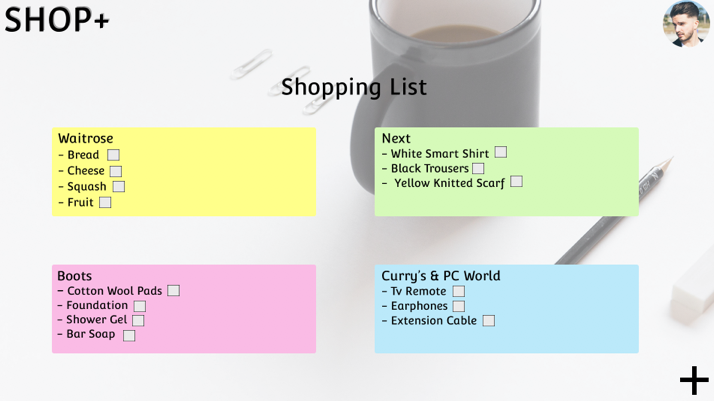 SHOP+
Shopping List
Waitrose
- Bread
- Cheese
- Squash
- Fruit
Next
- White Smart Shirt
- Black Trousers
- Yellow Knitted Scarf
Boots
- Cotton Wool Pads
- Foundation
- Shower Gel
- Bar Soap
Curry's & PC World
- Tv Remote
- Earphones
- Extension Cable
+